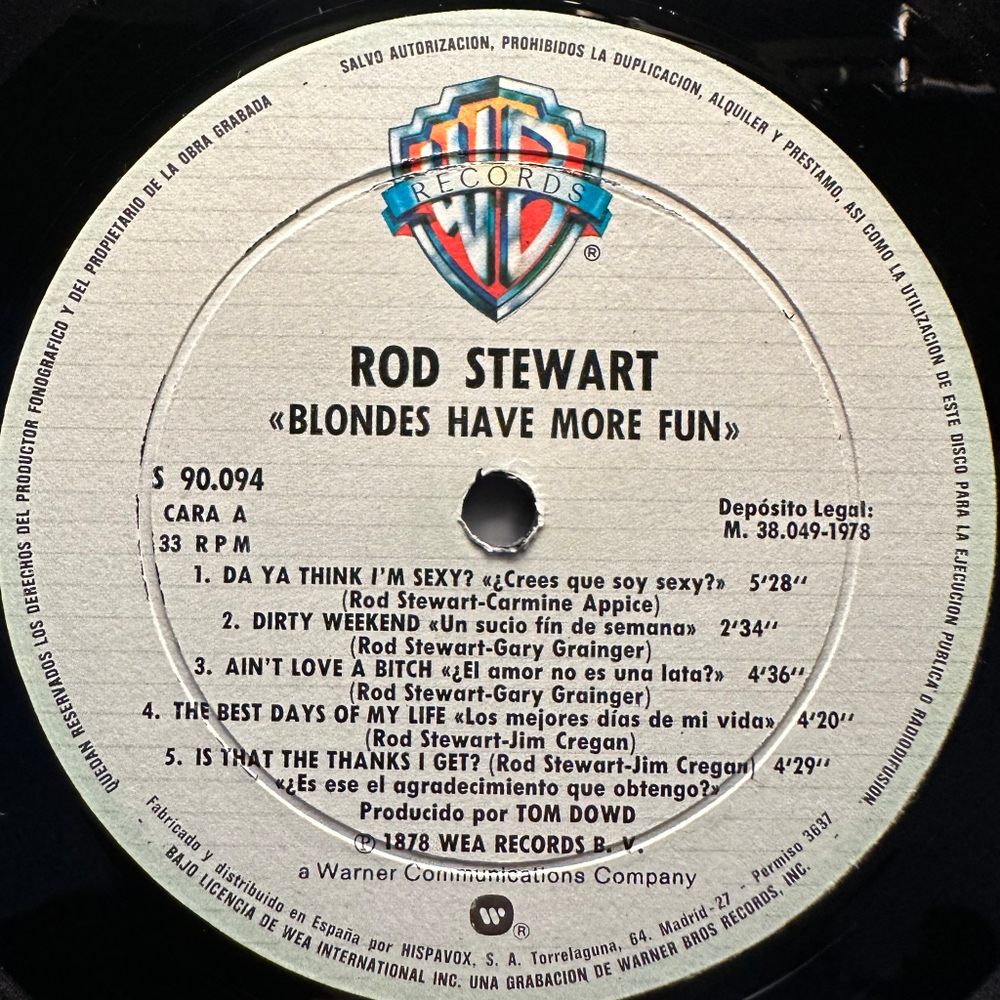 SALVO AUTORIZACION, PROHIBIDOS LA DUPLICACION, ALQUILER Y PRESTAMO, ASI COMO LA UTILIZACION DE ESTE DISCO PARA LA EJECUCION PUBLICA O RADIODIFUSION
QUEDAN RESERVADOS LOS DERECHOS DEL PRODUCTOR FONOGRAFICO Y DEL PROPIETARIO DE LA OBRA GRABADA
RECORDS
®
ROD STEWART
«BLONDES HAVE MORE FUN»
S 90.094
CARA A
33 RPM
Depósito Legal:
M. 38.049-1978
1. DA YA THINK I'M SEXY? «¿Crees que soy sexy?» 5'28''
(Rod Stewart-Carmine Appice)
2. DIRTY WEEKEND «Un sucio fín de semana» 2'34''
(Rod Stewart-Gary Grainger)
3. AIN'T LOVE A BITCH «¿El amor no es una lata?» 4'36''
(Rod Stewart-Gary Grainger)
4. THE BEST DAYS OF MY LIFE «Los mejores días de mi vida» 4'20''
(Rod Stewart-Jim Cregan)
5. IS THAT THE THANKS I GET? (Rod Stewart-Jim Cregan) 4'29''
«¿Es ese el agradecimiento que obtengo?»
Producido por TOM DOWD
℗ 1878 WEA RECORDS B. V.
a Warner Communications Company
®
Fabricado y distribuido en España por HISPAVOX, S. A. Torrelaguna, 64. Madrid-27 - Permiso 3637
BAJO LICENCIA DE WEA INTERNATIONAL INC. UNA GRABACION DE WARNER BROS RECORDS, INC.